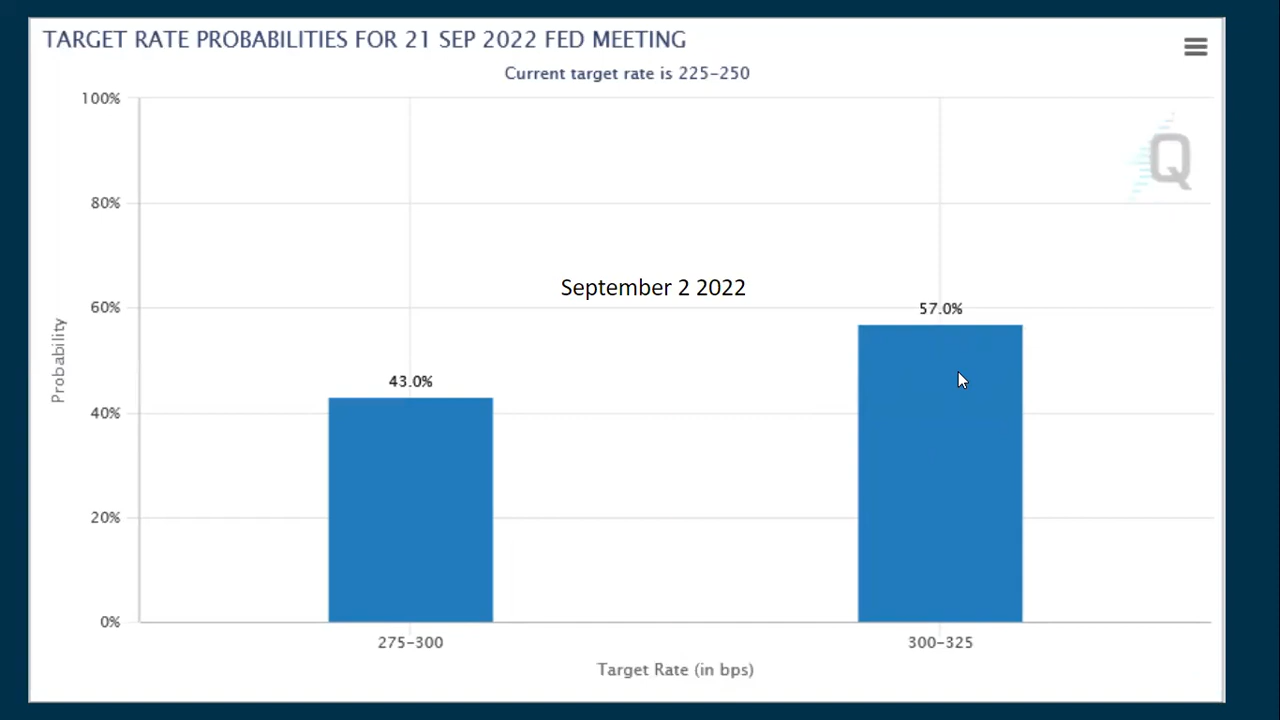 TARGET RATE PROBABILITIES FOR 21 SEP 2022 FED MEETING
Current target rate is 225-250
100%
80%
60%
40%
20%
0%
Probability
Q
September 2 2022
43.0%
57.0%
275-300
300-325
Target Rate (in bps)